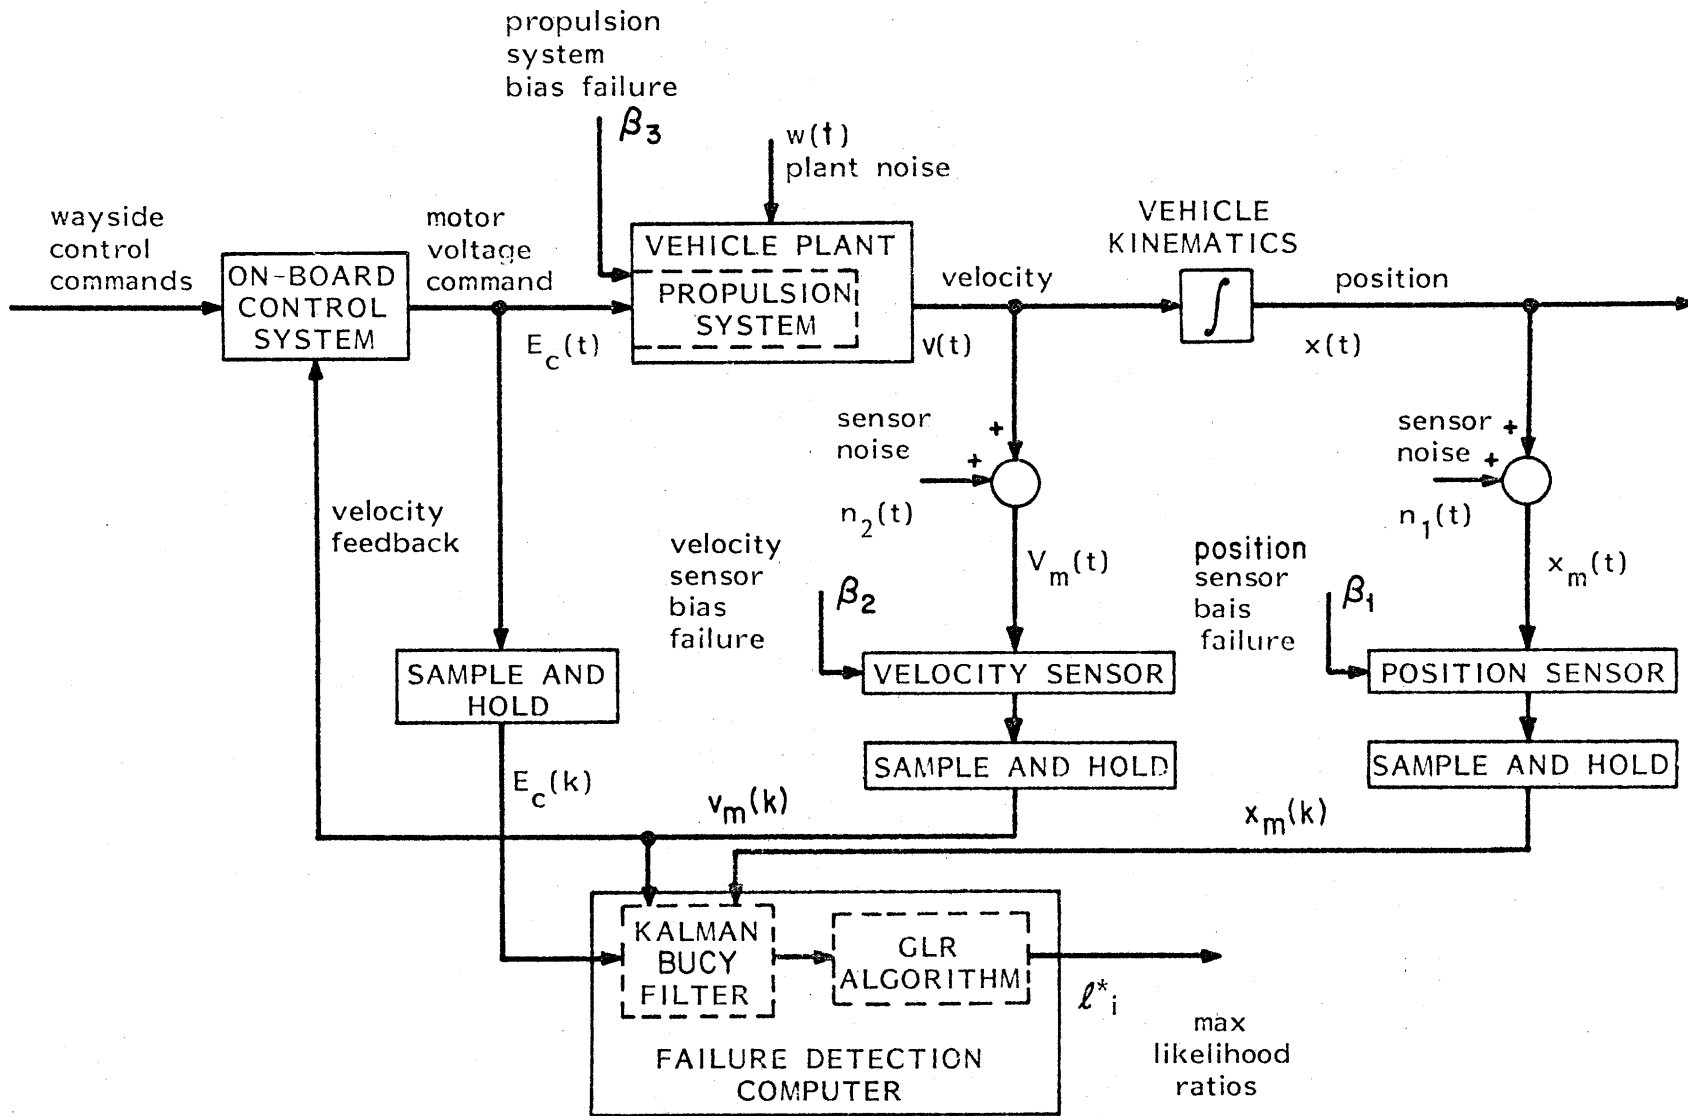 propulsion
system
bias failure
β3
w(t)
plant noise
wayside
control
commands
ON-BOARD
CONTROL
SYSTEM
motor
voltage
command
Ec(t)
VEHICLE PLANT
PROPULSION
SYSTEM
velocity
v(t)
VEHICLE
KINEMATICS
∫
position
x(t)
sensor
noise
+
+
n2(t)
sensor
noise
+
+
n1(t)
velocity
feedback
velocity
sensor
bias
failure
β2
Vm(t)
position
sensor
bais
failure
β1
xm(t)
SAMPLE AND
HOLD
VELOCITY SENSOR
POSITION SENSOR
SAMPLE AND HOLD
SAMPLE AND HOLD
Ec(k)
vm(k)
xm(k)
KALMAN
BUCY
FILTER
GLR
ALGORITHM
ℓ*i
max
likelihood
ratios
FAILURE DETECTION
COMPUTER